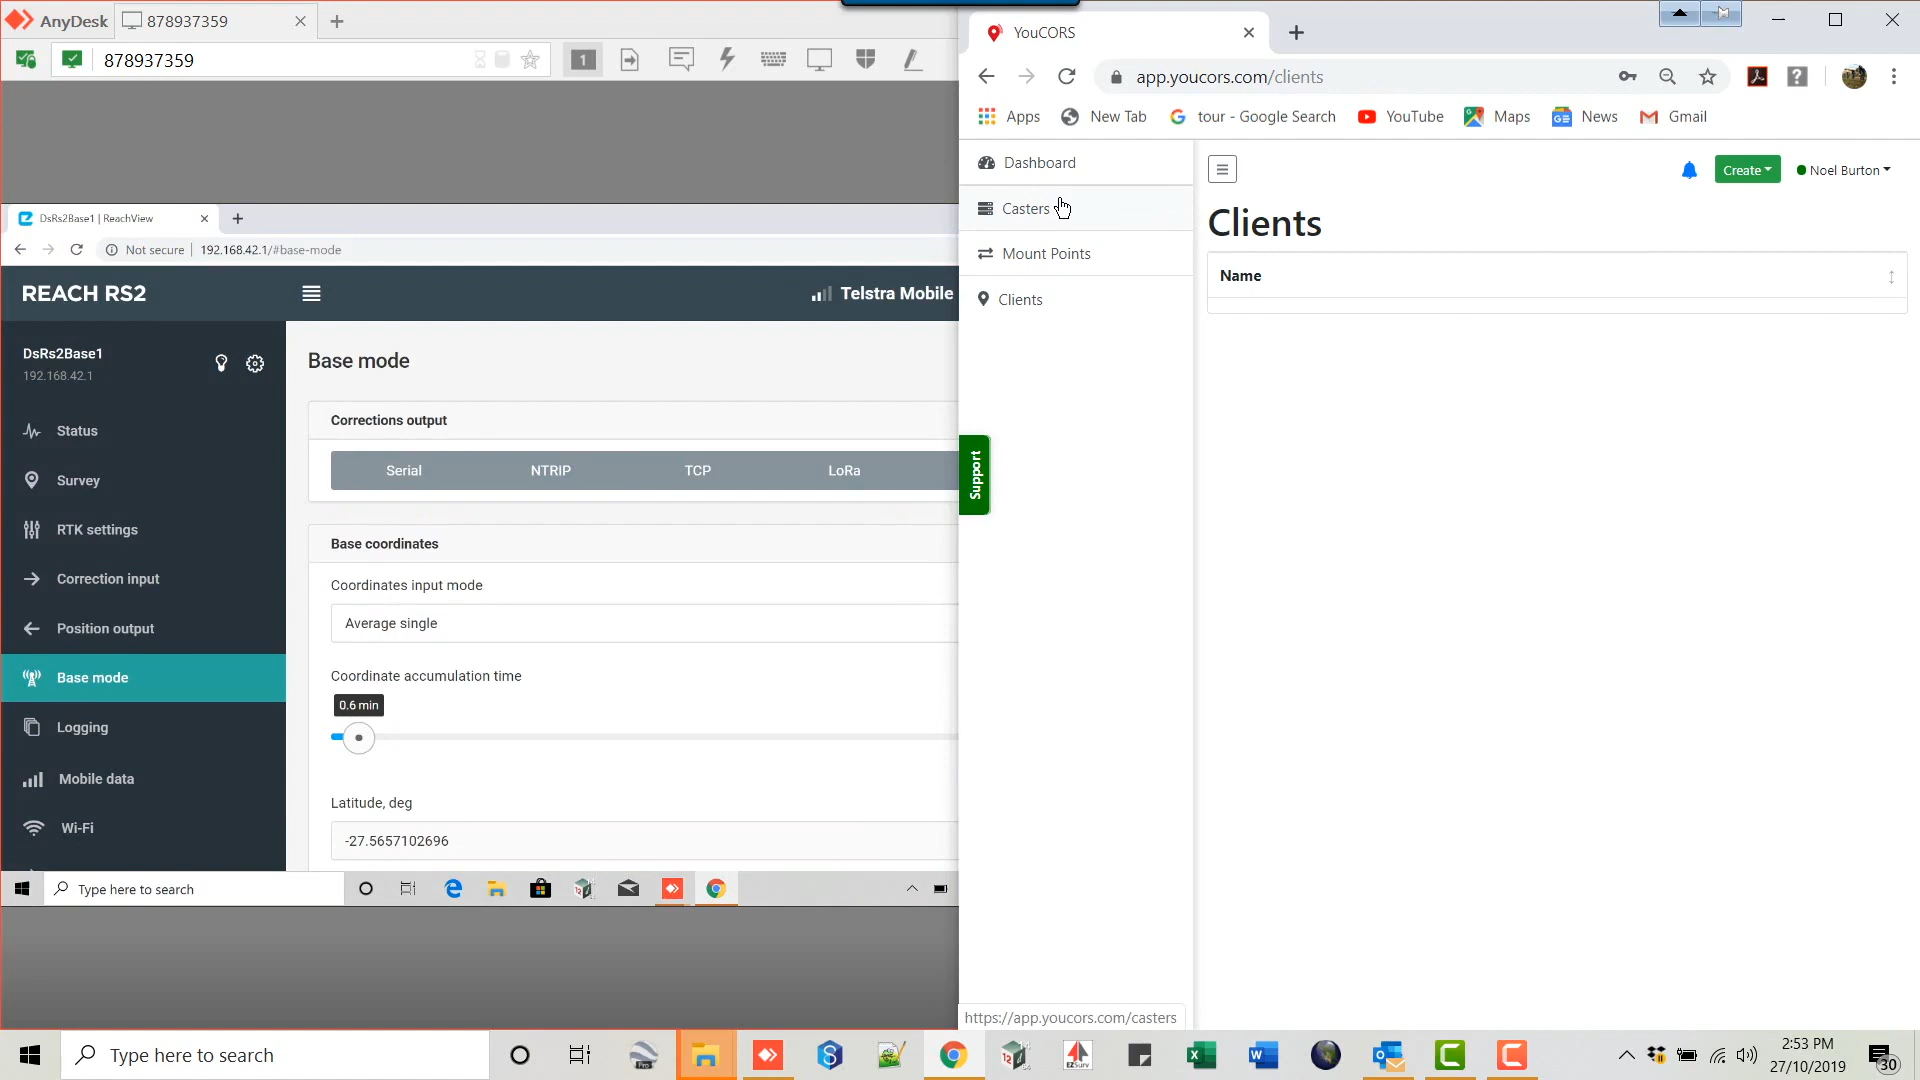 AnyDesk
878937359
878937359
1
DsRs2Base1 | ReachView
Not secure
192.168.42.1/#base-mode
REACH RS2
Telstra Mobile
DsRs2Base1
192.168.42.1
Status
Survey
RTK settings
Correction input
Position output
Base mode
Logging
Mobile data
Wi-Fi
Base mode
Corrections output
Serial
NTRIP
TCP
LoRa
Base coordinates
Coordinates input mode
Average single
Coordinate accumulation time
0.6 min
Latitude, deg
-27.5657102696
Type here to search
YouCORS
app.youcors.com/clients
Apps
New Tab
tour - Google Search
YouTube
Maps
News
Gmail
Dashboard
Casters
Mount Points
Clients
Support
Create
Noel Burton
Clients
Name
https://app.youcors.com/casters
Type here to search
Pro
EZSurv
2:53 PM
27/10/2019
30